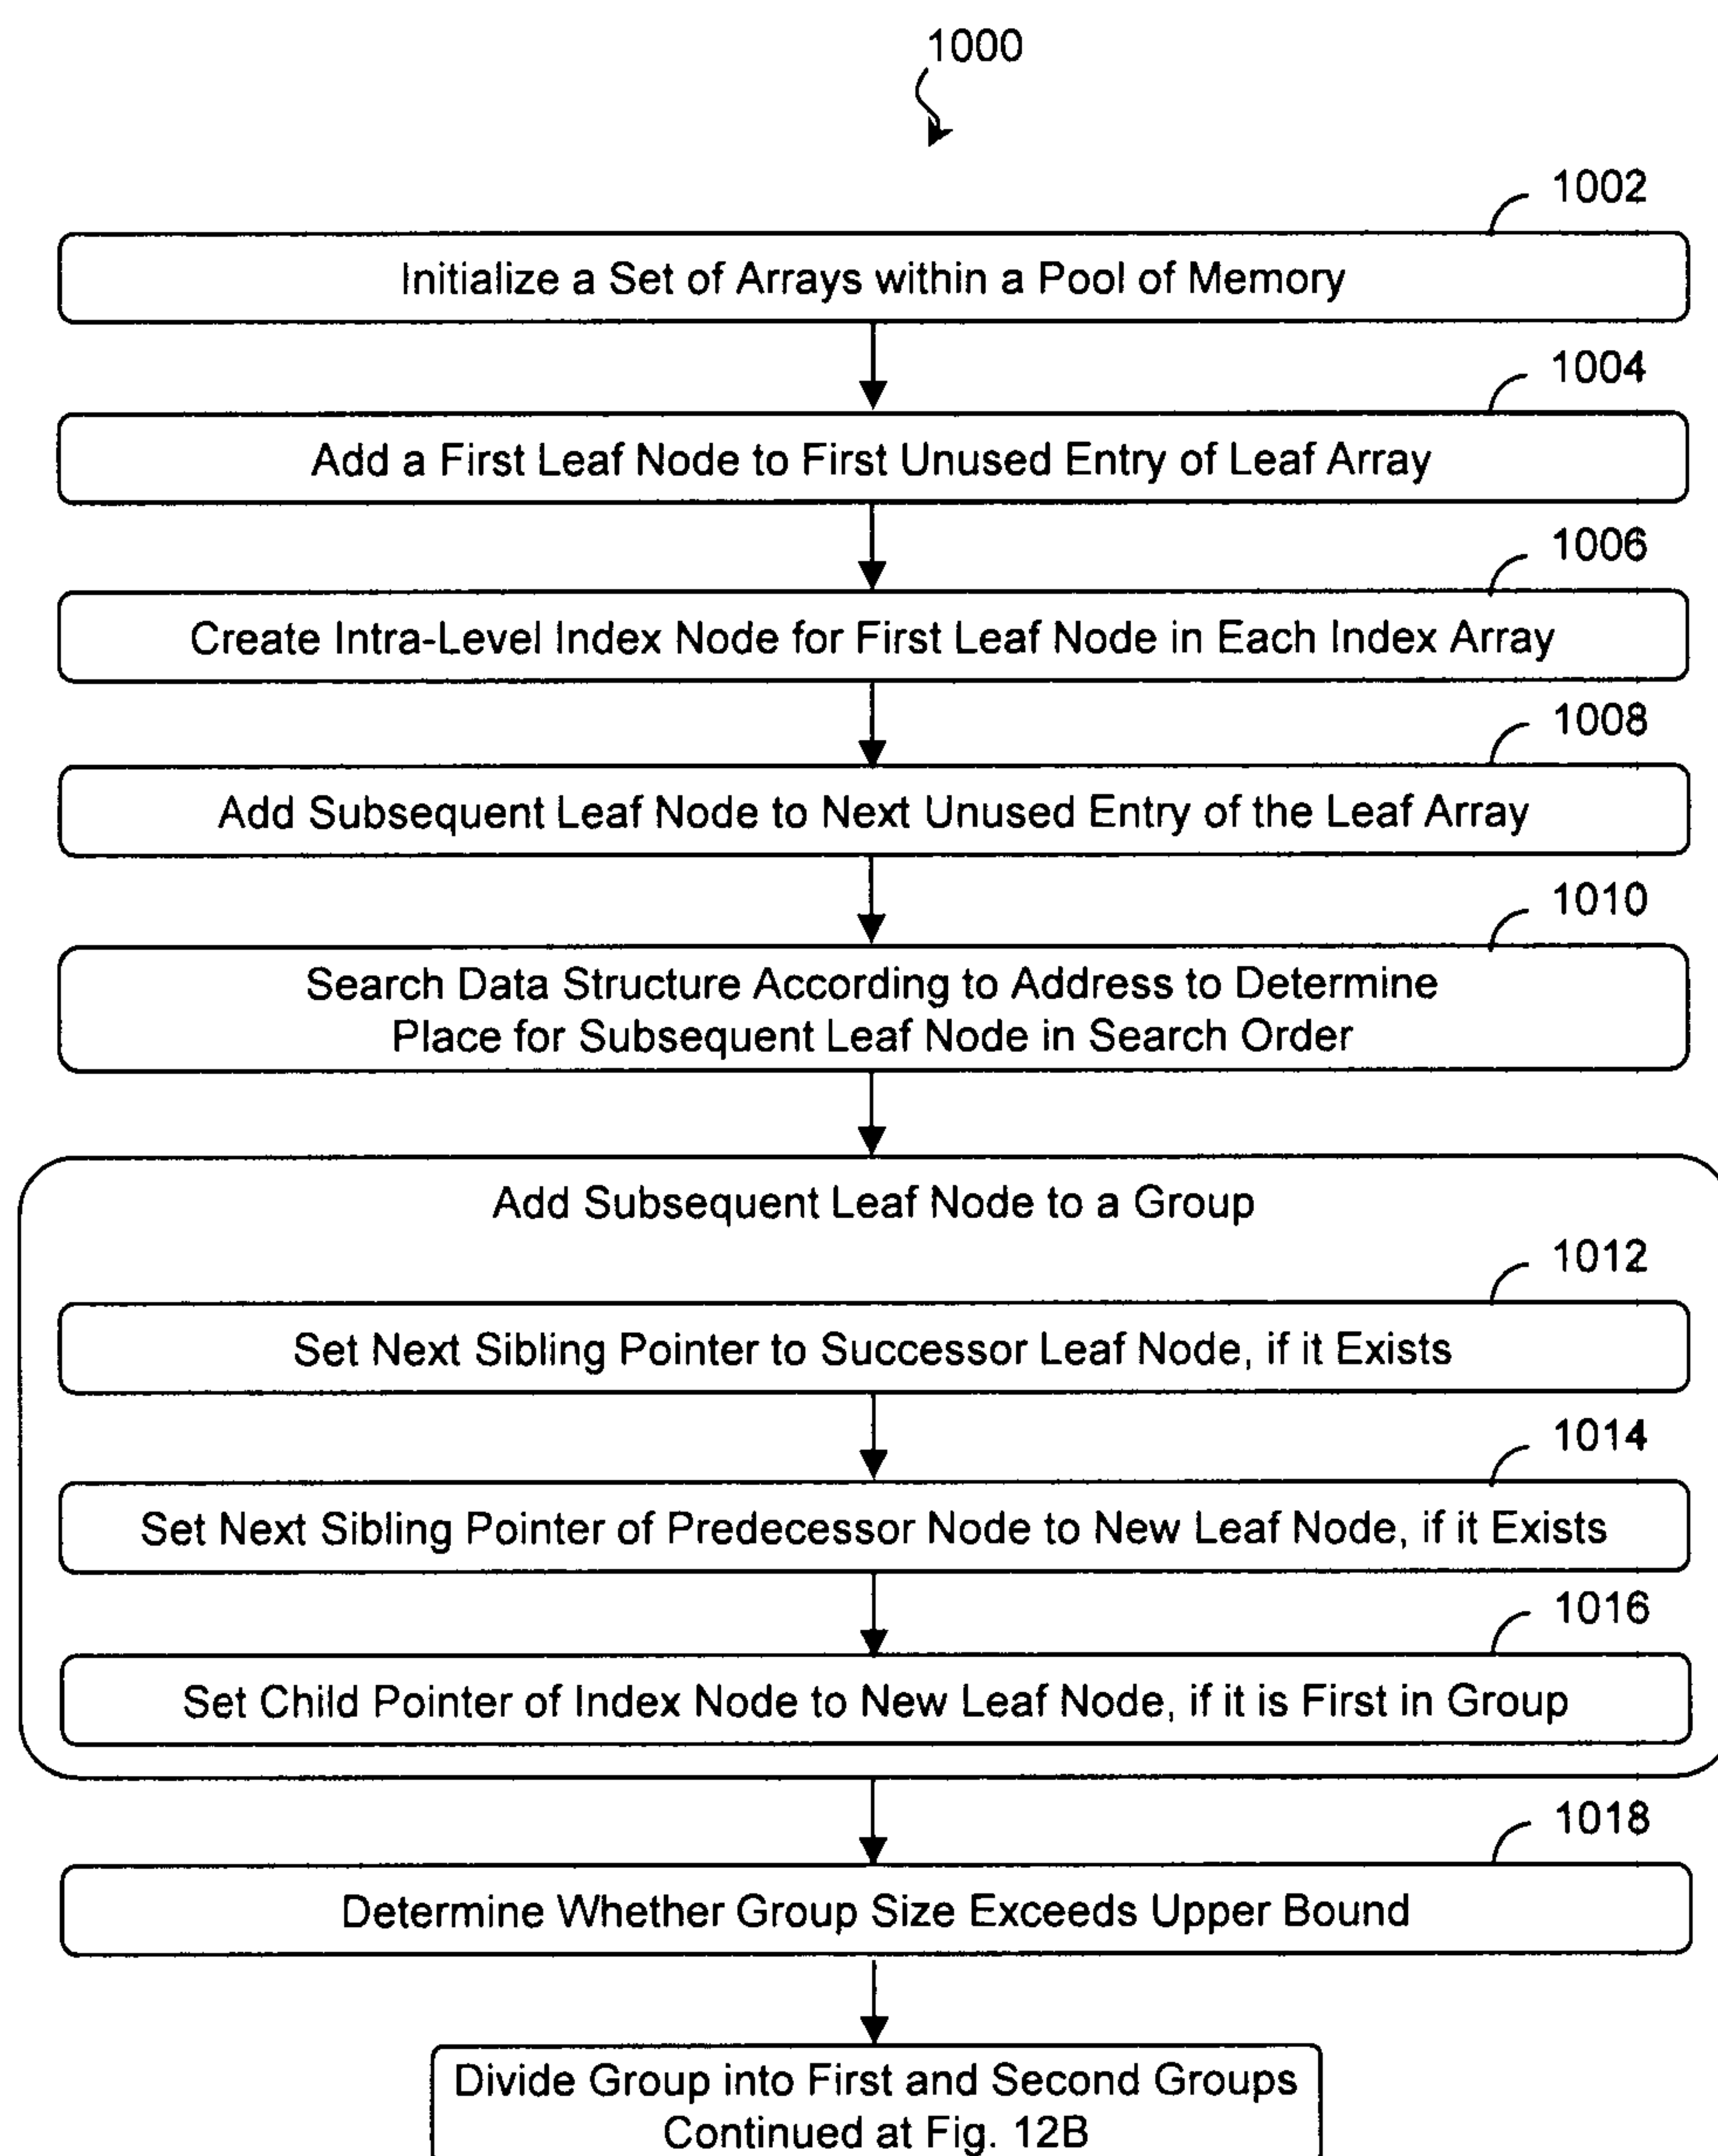 1000
1002
Initialize a Set of Arrays within a Pool of Memory
1004
Add a First Leaf Node to First Unused Entry of Leaf Array
1006
Create Intra-Level Index Node for First Leaf Node in Each Index Array
1008
Add Subsequent Leaf Node to Next Unused Entry of the Leaf Array
1010
Search Data Structure According to Address to Determine
Place for Subsequent Leaf Node in Search Order
Add Subsequent Leaf Node to a Group
1012
Set Next Sibling Pointer to Successor Leaf Node, if it Exists
1014
Set Next Sibling Pointer of Predecessor Node to New Leaf Node, if it Exists
1016
Set Child Pointer of Index Node to New Leaf Node, if it is First in Group
1018
Determine Whether Group Size Exceeds Upper Bound
Divide Group into First and Second Groups
Continued at Fig. 12B